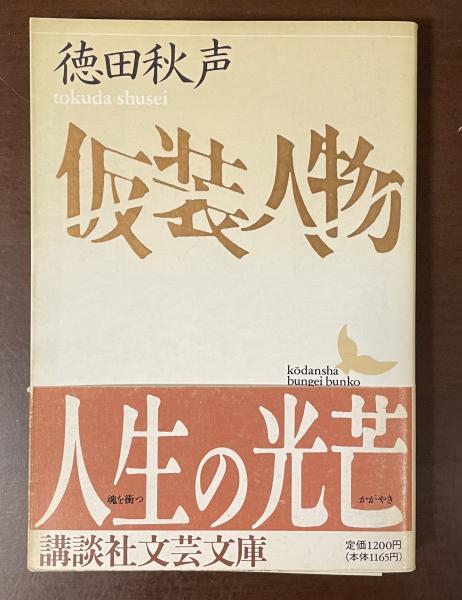 徳田秋声
tokuda shusei
仮装人物
kōdansha
bungei bunko
人生の光芒
魂を衝つ
かがやき
講談社文芸文庫
定価1200円
(本体1165円)